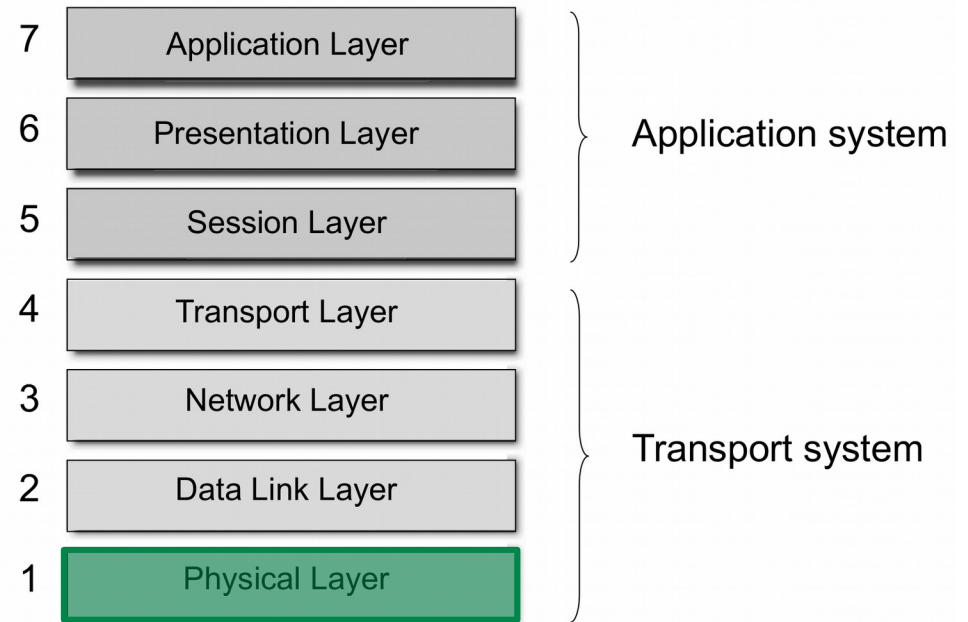 7 Application Layer
6 Presentation Layer
Application system
5 Session Layer
4 Transport Layer
3 Network Layer
Transport system
2 Data Link Layer
1 Physical Layer